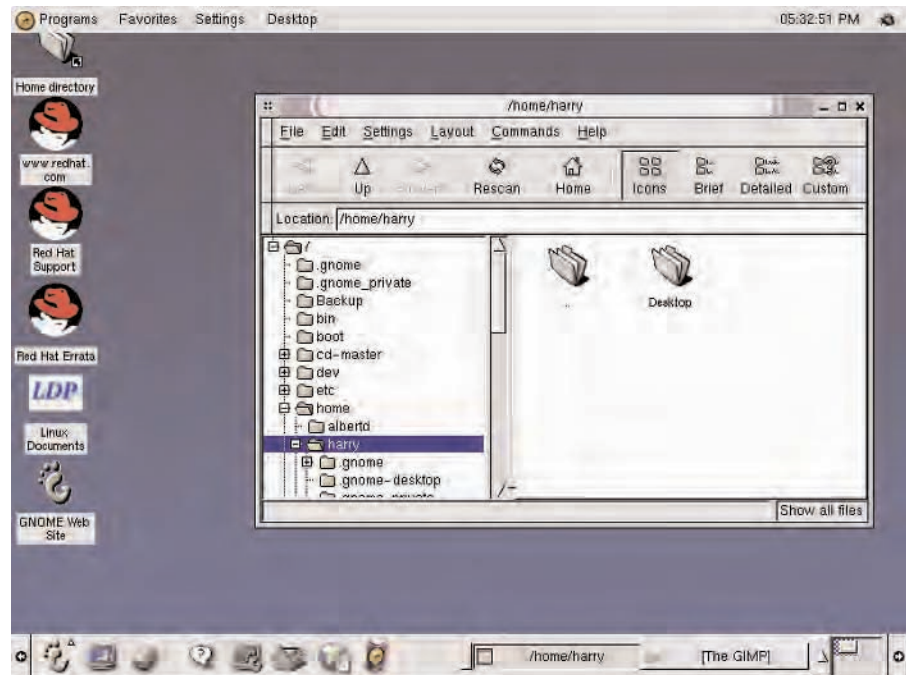 Programs Favorites Settings Desktop 05:32:51 PM
Home directory
www.redhat.
com
Red Hat
Support
Red Hat Errata
LDP
Linux
Documents
GNOME Web
Site
/home/harry
File Edit Settings Layout Commands Help
Up Rescan Home Icons Brief Detailed Custom
Location: /home/harry
/
.gnome
.gnome_private
Backup
bin
boot
cd-master
dev
etc
home
albertd
harry
.gnome
.gnome-desktop
.gnome_private
..
Desktop
Show all files
/home/harry [The GIMP]